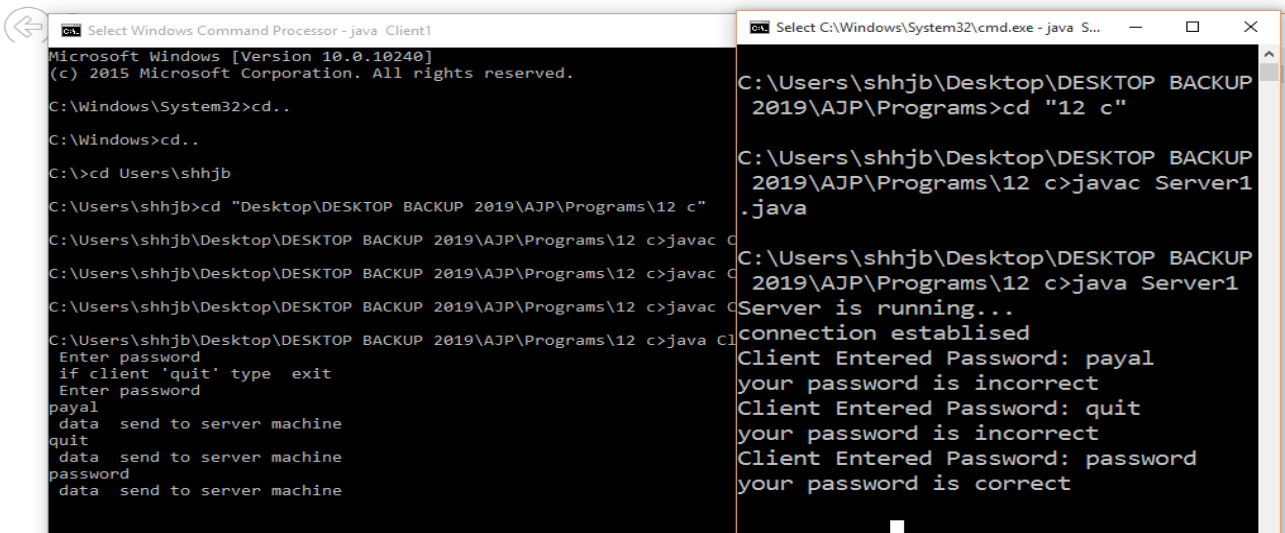 Select Windows Command Processor - java Client1
Microsoft Windows [Version 10.0.10240]
(c) 2015 Microsoft Corporation. All rights reserved.
C:\Windows\System32>cd..
C:\Windows>cd..
C:\>cd Users\shhjb
C:\Users\shhjb>cd "Desktop\DESKTOP BACKUP 2019\AJP\Programs\12 c"
C:\Users\shhjb\Desktop\DESKTOP BACKUP 2019\AJP\Programs\12 c>javac C
C:\Users\shhjb\Desktop\DESKTOP BACKUP 2019\AJP\Programs\12 c>javac C
C:\Users\shhjb\Desktop\DESKTOP BACKUP 2019\AJP\Programs\12 c>javac C
C:\Users\shhjb\Desktop\DESKTOP BACKUP 2019\AJP\Programs\12 c>java Cl
Enter password
if client 'quit' type  exit
Enter password
payal
data  send to server machine
quit
data  send to server machine
password
data  send to server machine
Select C:\Windows\System32\cmd.exe - java S...
C:\Users\shhjb\Desktop\DESKTOP BACKUP
2019\AJP\Programs>cd "12 c"
C:\Users\shhjb\Desktop\DESKTOP BACKUP
2019\AJP\Programs\12 c>javac Server1
.java
C:\Users\shhjb\Desktop\DESKTOP BACKUP
2019\AJP\Programs\12 c>java Server1
Server is running...
connection establised
Client Entered Password: payal
your password is incorrect
Client Entered Password: quit
your password is incorrect
Client Entered Password: password
your password is correct